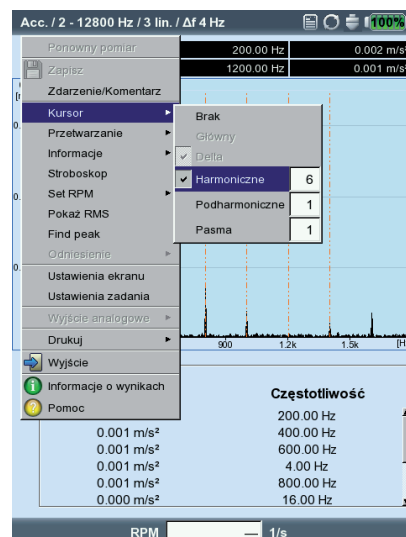 Acc. / 2 - 12800 Hz / 3 lin. / Δf 4 Hz 100%
Ponowny pomiar 200.00 Hz 0.002 m/s²
Zapisz 1200.00 Hz 0.001 m/s²
Zdarzenie/Komentarz
Kursor
Brak
Przetwarzanie
Główny
Informacje
Delta
Stroboskop
Harmoniczne 6
Set RPM
Podharmoniczne 1
Pokaż RMS
Find peak
Pasma 1
Odniesienie
Ustawienia ekranu
Ustawienia zadania
Wyjście analogowe
Drukuj
900 1.2k 1.5k [H
Wyjście
Informacje o wynikach
Częstotliwość
Pomoc
200.00 Hz
0.001 m/s² 400.00 Hz
0.001 m/s² 600.00 Hz
0.001 m/s² 4.00 Hz
0.001 m/s² 800.00 Hz
0.000 m/s² 16.00 Hz
RPM — 1/s